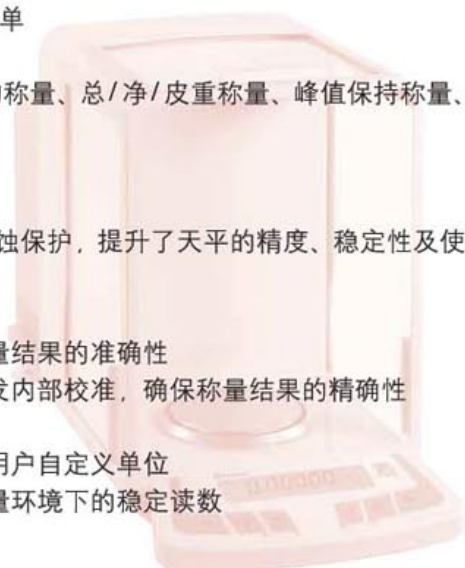 单
称量、总/净/皮重称量、峰值保持称量、
蚀保护，提升了天平的精度、稳定性及使
量结果的准确性
发内部校准，确保称量结果的精确性
用户自定义单位
量环境下的稳定读数
0.00000